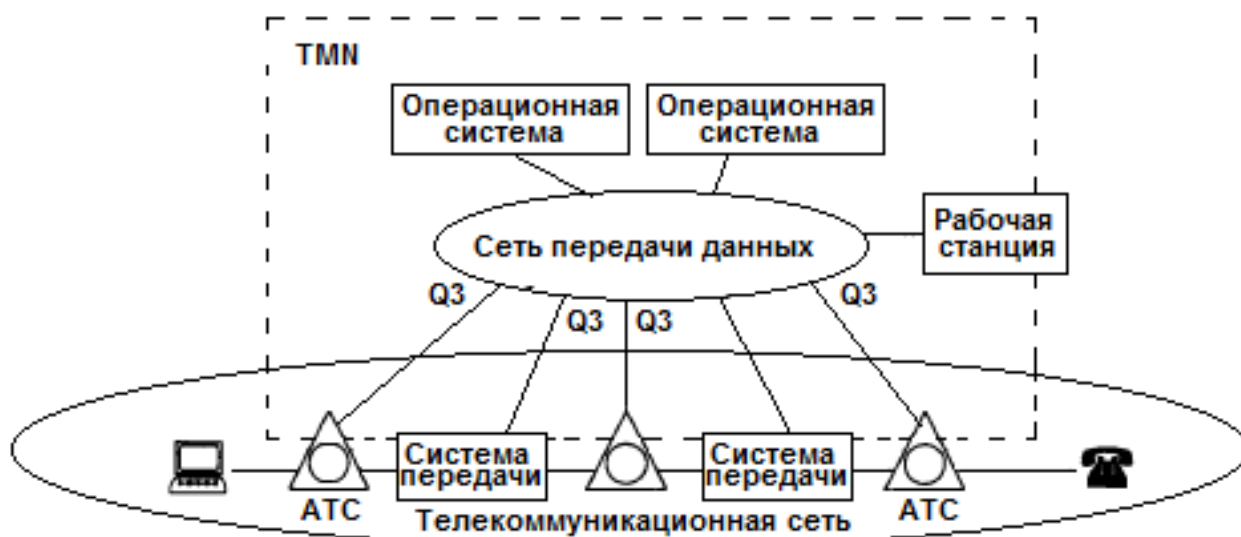 TMN
Операционная
система
Операционная
система
Сеть передачи данных
Рабочая
станция
Q3
Q3
Q3
Q3
Система
передачи
Система
передачи
АТС
АТС
Телекоммуникационная сеть